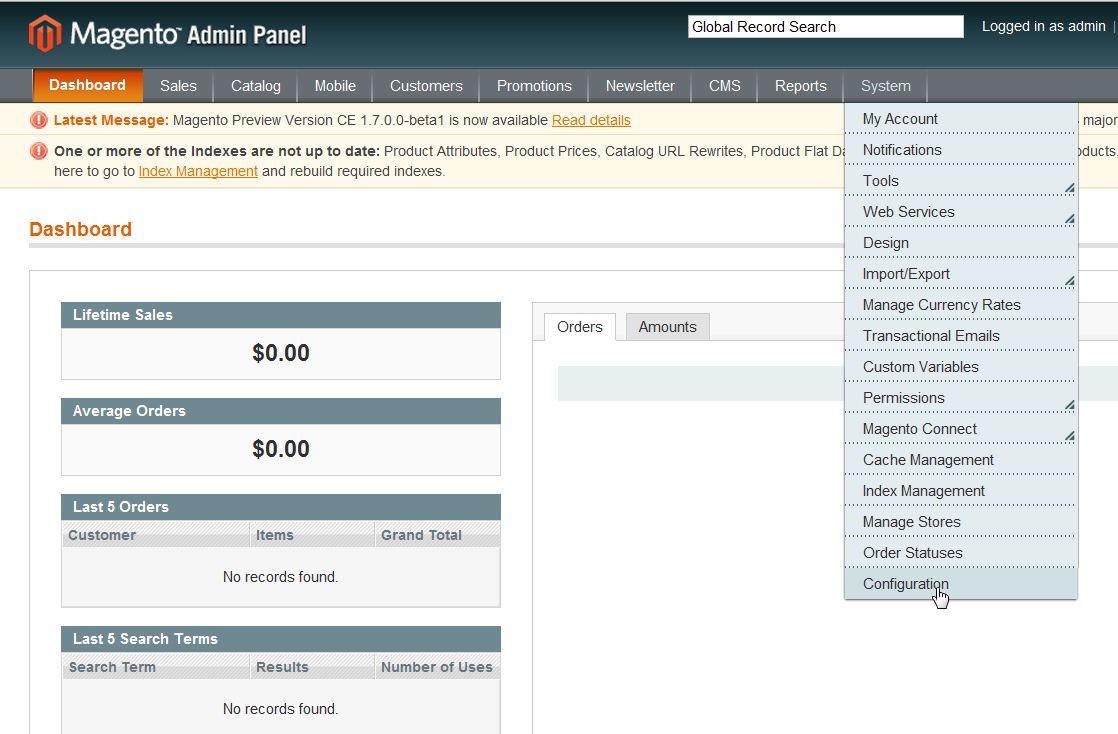 Magento™ Admin Panel
Global Record Search
Logged in as admin |
Dashboard Sales Catalog Mobile Customers Promotions Newsletter CMS Reports System
Latest Message: Magento Preview Version CE 1.7.0.0-beta1 is now available Read details
major
One or more of the Indexes are not up to date: Product Attributes, Product Prices, Catalog URL Rewrites, Product Flat
here to go to Index Management and rebuild required indexes.
My Account
Notifications
Tools
Web Services
Design
Import/Export
Manage Currency Rates
Transactional Emails
Custom Variables
Permissions
Magento Connect
Cache Management
Index Management
Manage Stores
Order Statuses
Configuration
Dashboard
Lifetime Sales
$0.00
Average Orders
$0.00
Last 5 Orders
Customer Items Grand Total
No records found.
Last 5 Search Terms
Search Term Results Number of Uses
No records found.
Orders Amounts